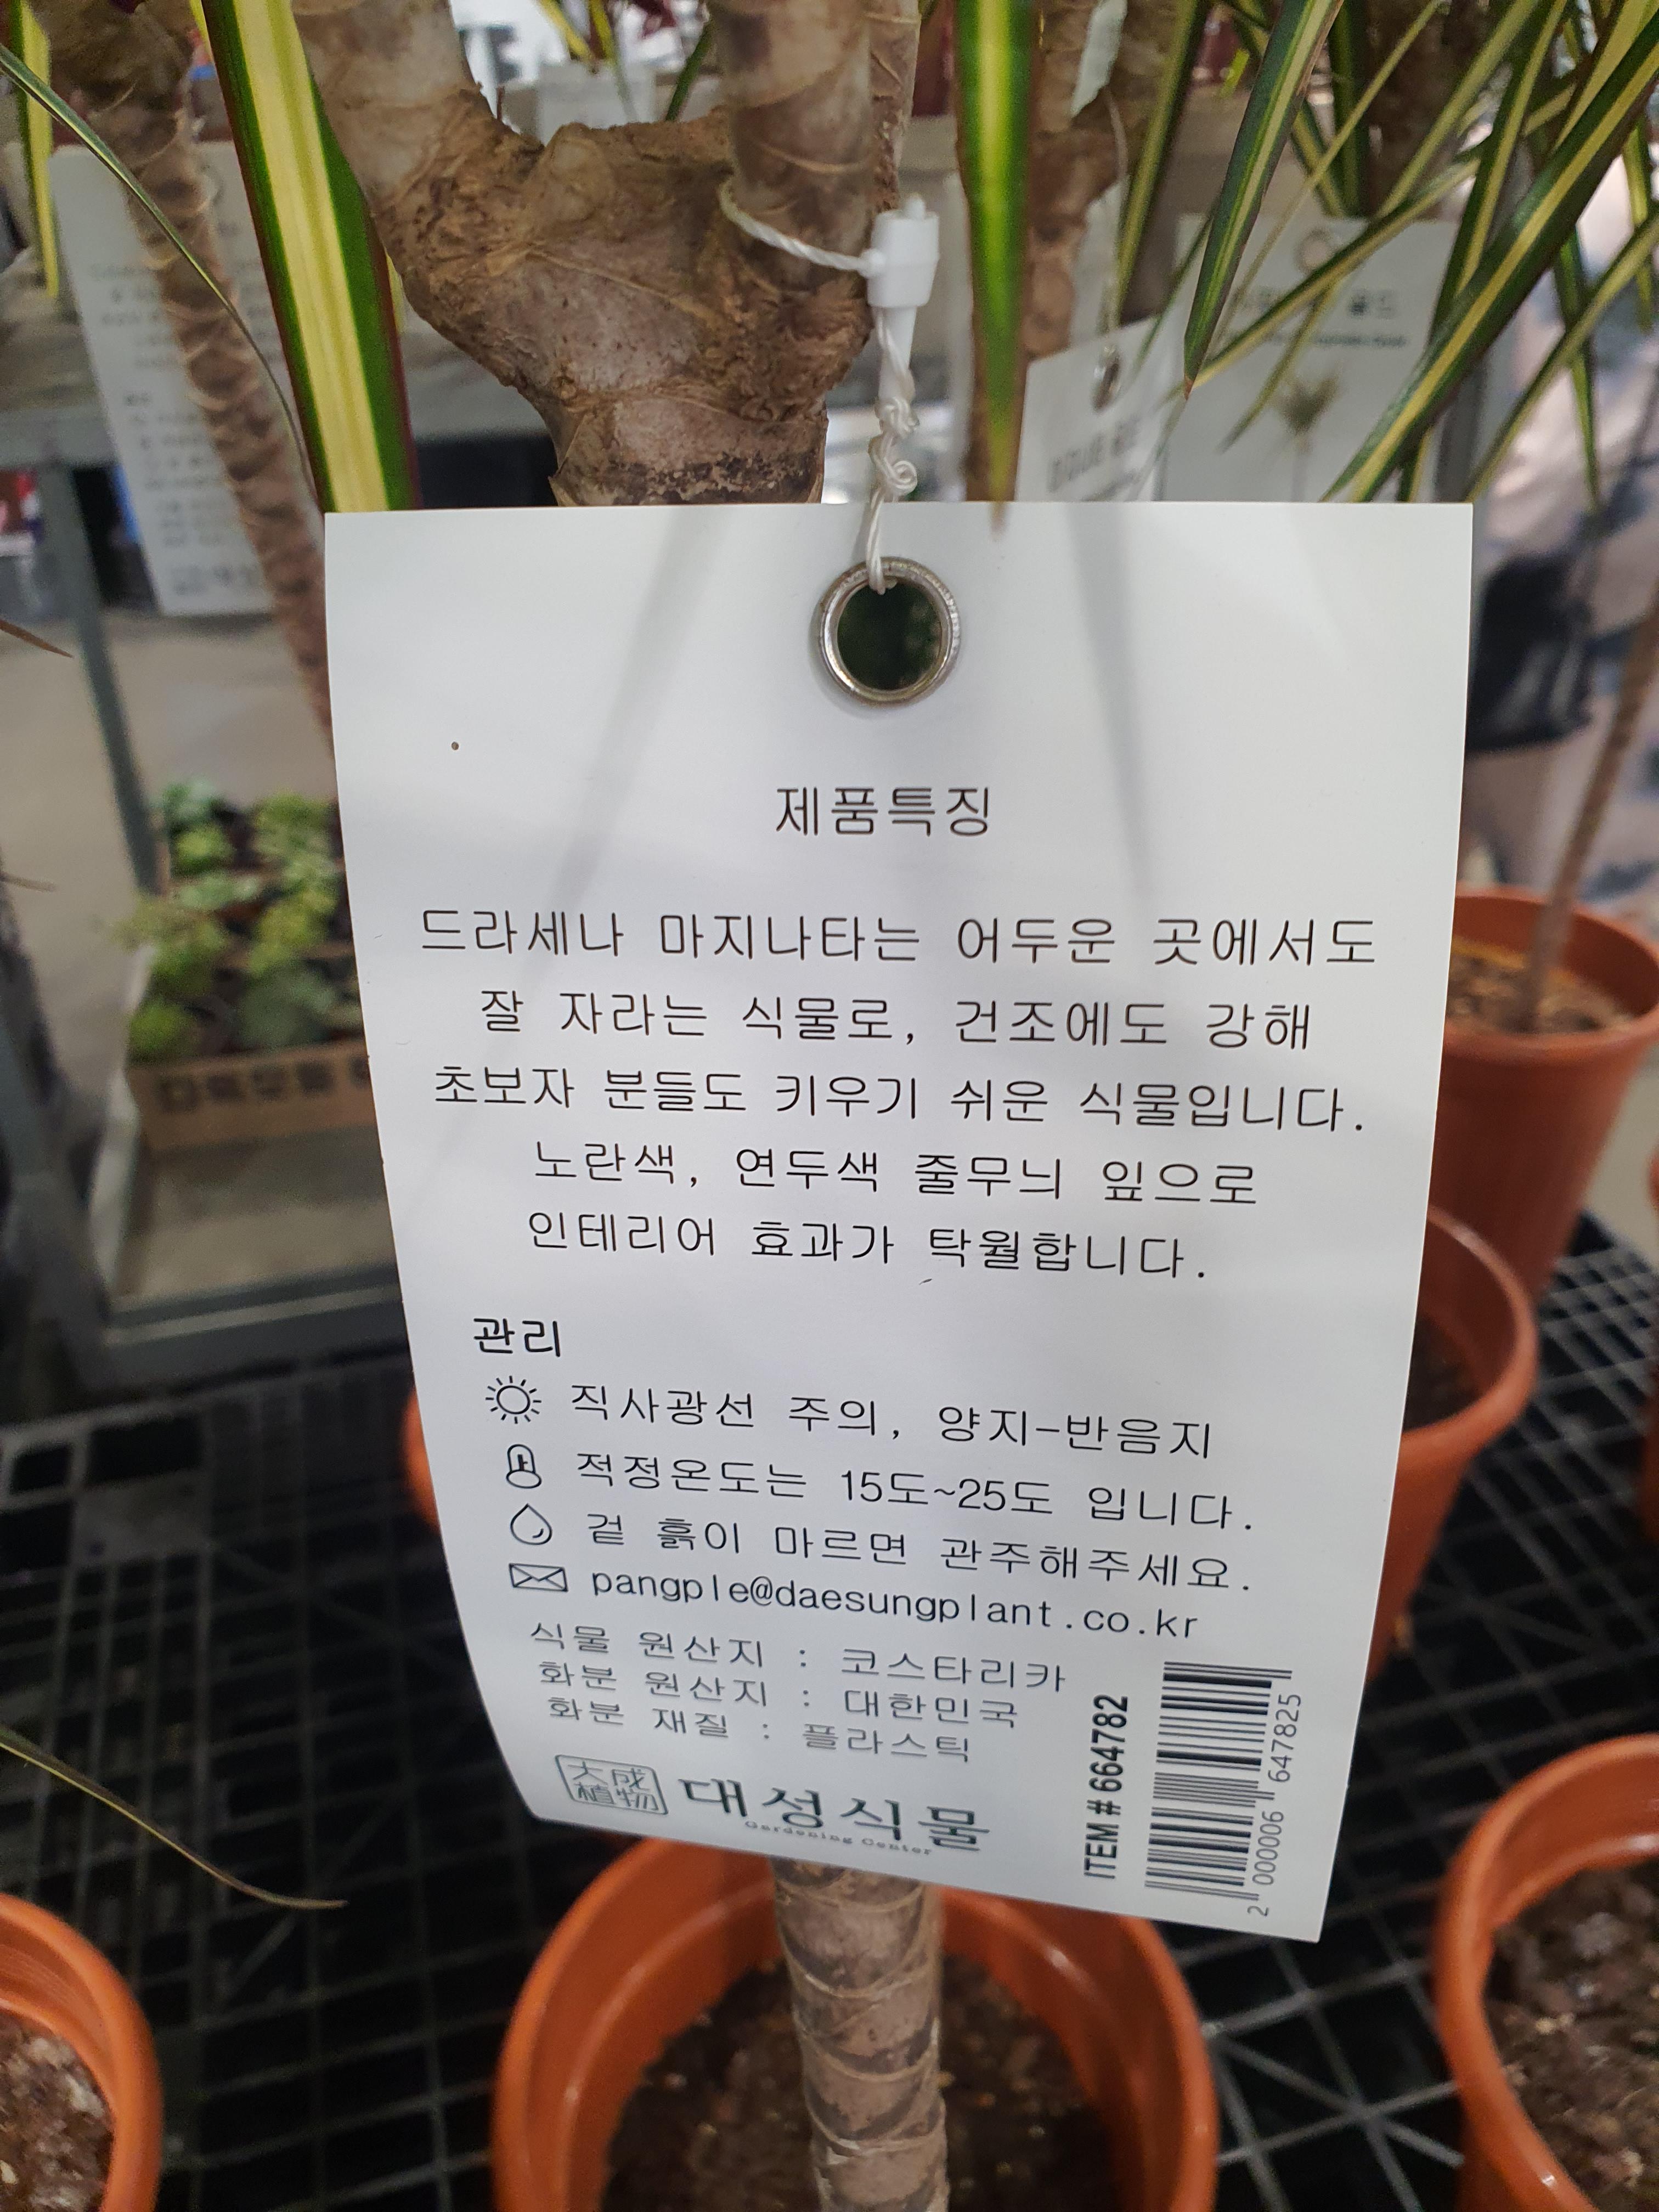 제품특징
드라세나 마지나타는 어두운 곳에서도
잘 자라는 식물로, 건조에도 강해
초보자 분들도 키우기 쉬운 식물입니다.
노란색, 연두색 줄무늬 잎으로
인테리어 효과가 탁월합니다.
관리
직사광선 주의, 양지-반음지
적정온도는 15도~25도 입니다.
겉 흙이 마르면 관주해주세요.
pangple@daesungplant.co.kr
식물 원산지 : 코스타리카
화분 원산지 : 대한민국
화분 재질 : 플라스틱
大成
植物
대성식물
Gardening Center
ITEM # 664782
2 000006 647825